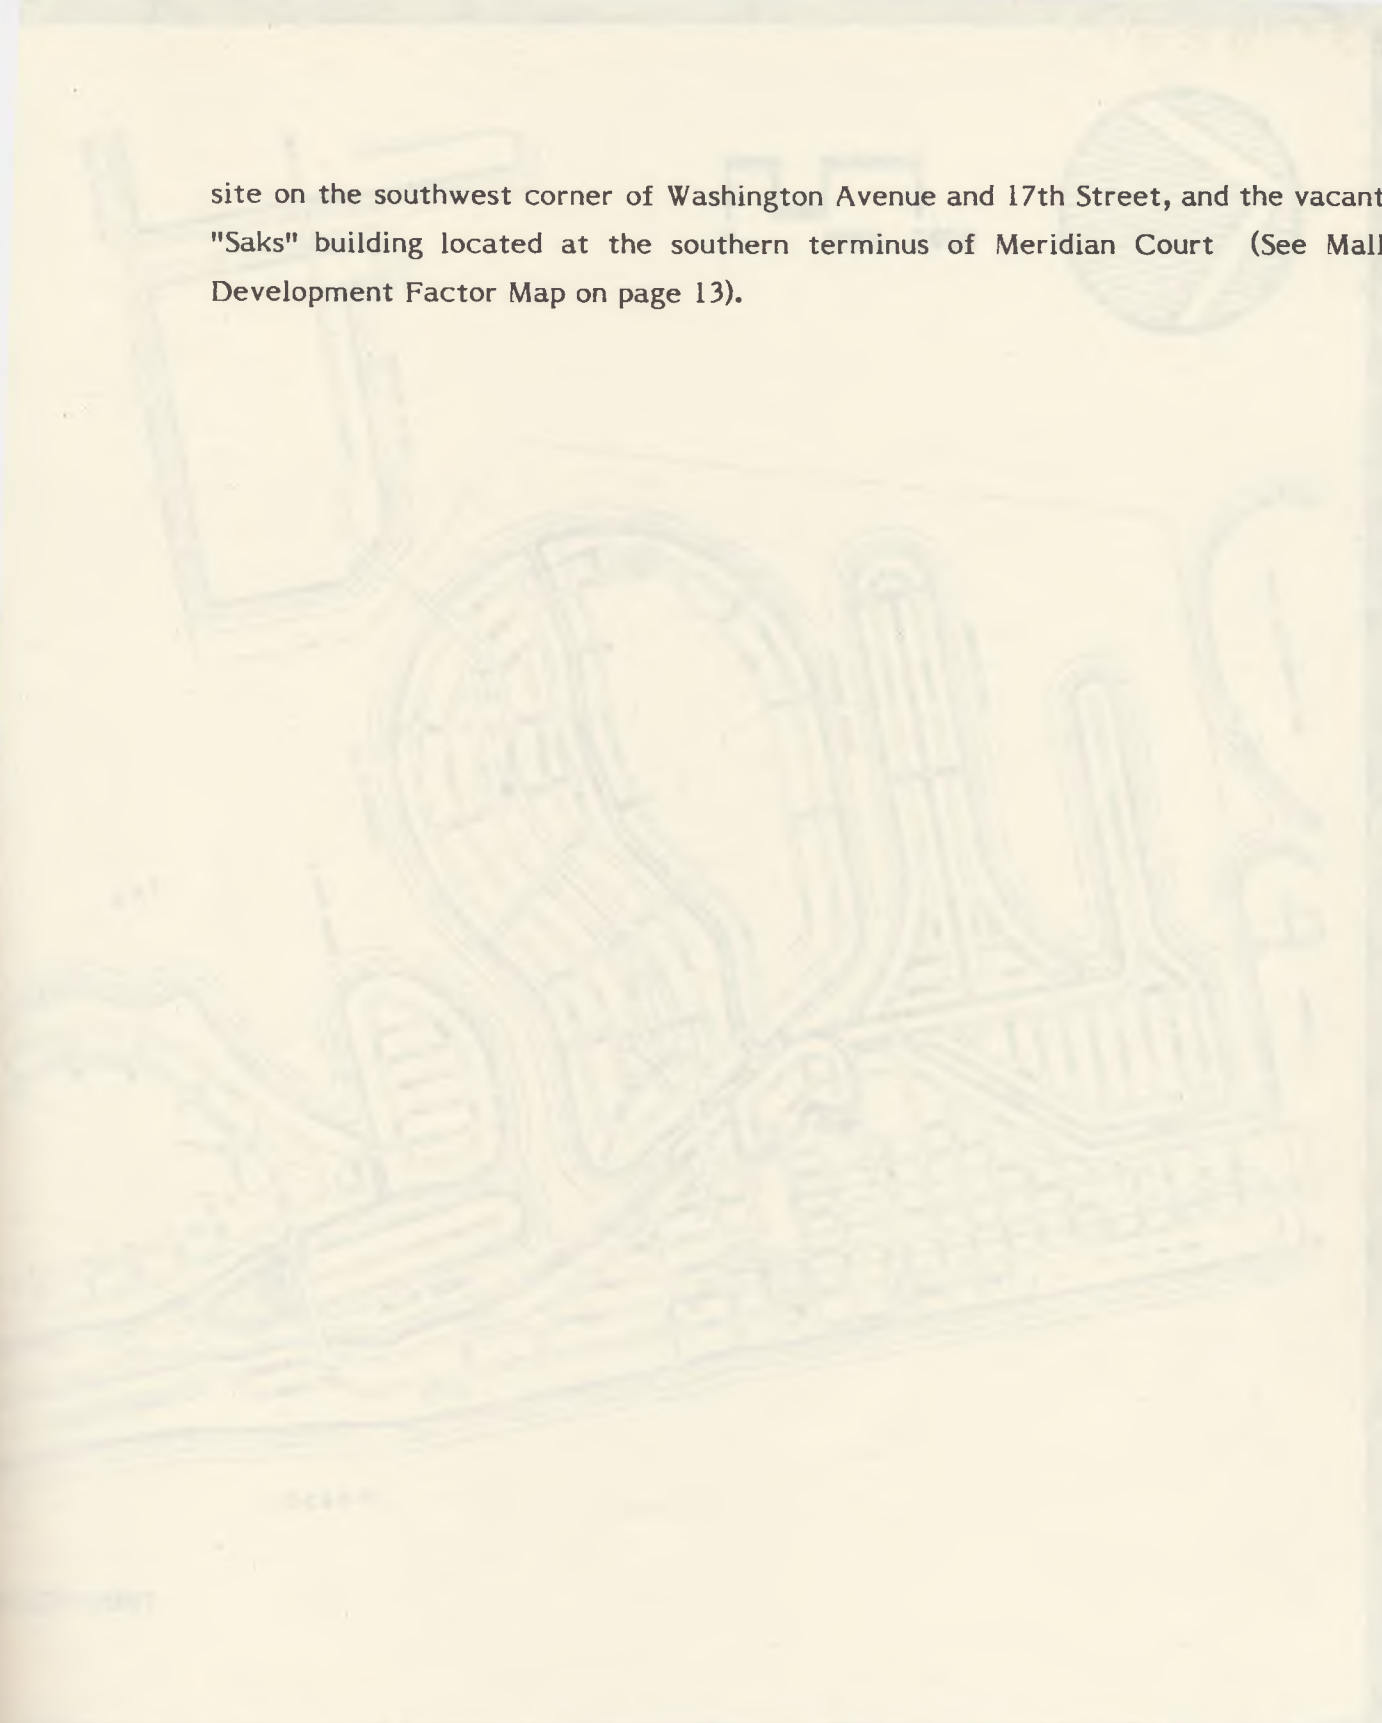 site on the southwest corner of Washington Avenue and 17th Street, and the vacant
"Saks" building located at the southern terminus of Meridian Court (See Mall
Development Factor Map on page 13).